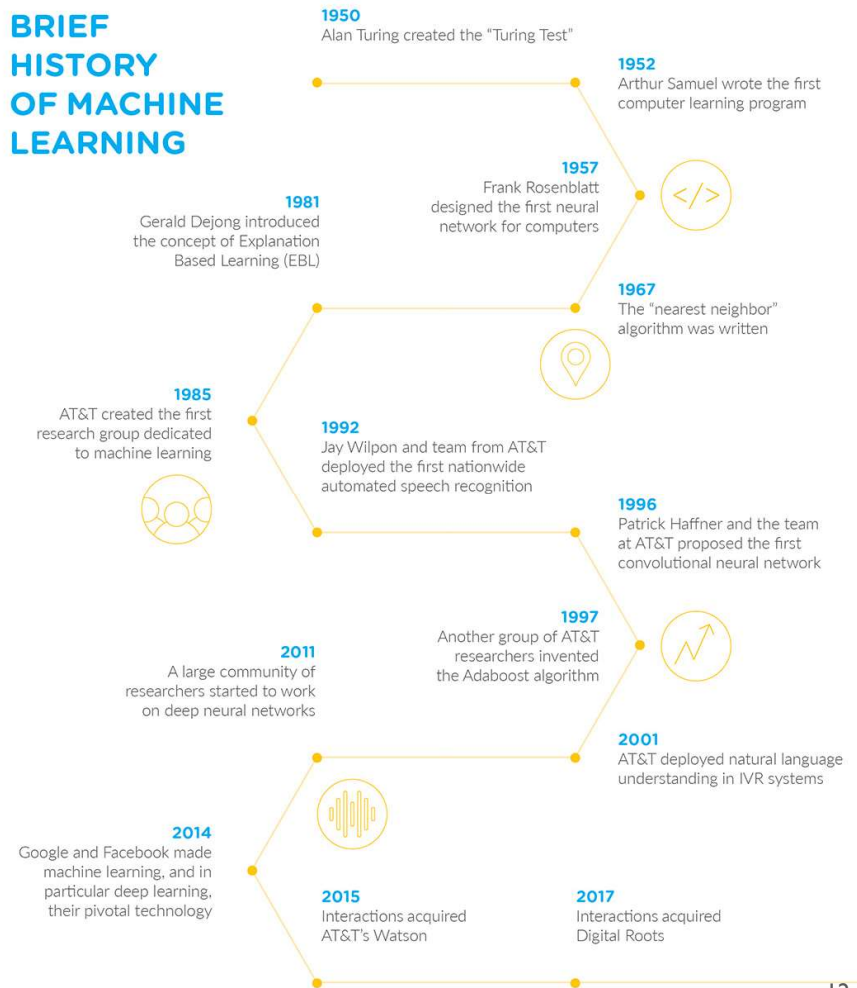 BRIEF
HISTORY
OF MACHINE
LEARNING
1950
Alan Turing created the “Turing Test”
1952
Arthur Samuel wrote the first
computer learning program
1957
Frank Rosenblatt
designed the first neural
network for computers
</>
1967
The “nearest neighbor”
algorithm was written
1981
Gerald Dejong introduced
the concept of Explanation
Based Learning (EBL)
1985
AT&T created the first
research group dedicated
to machine learning
1992
Jay Wilpon and team from AT&T
deployed the first nationwide
automated speech recognition
1996
Patrick Haffner and the team
at AT&T proposed the first
convolutional neural network
1997
Another group of AT&T
researchers invented
the Adaboost algorithm
2001
AT&T deployed natural language
understanding in IVR systems
2011
A large community of
researchers started to work
on deep neural networks
2014
Google and Facebook made
machine learning, and in
particular deep learning,
their pivotal technology
2015
Interactions acquired
AT&T’s Watson
2017
Interactions acquired
Digital Roots